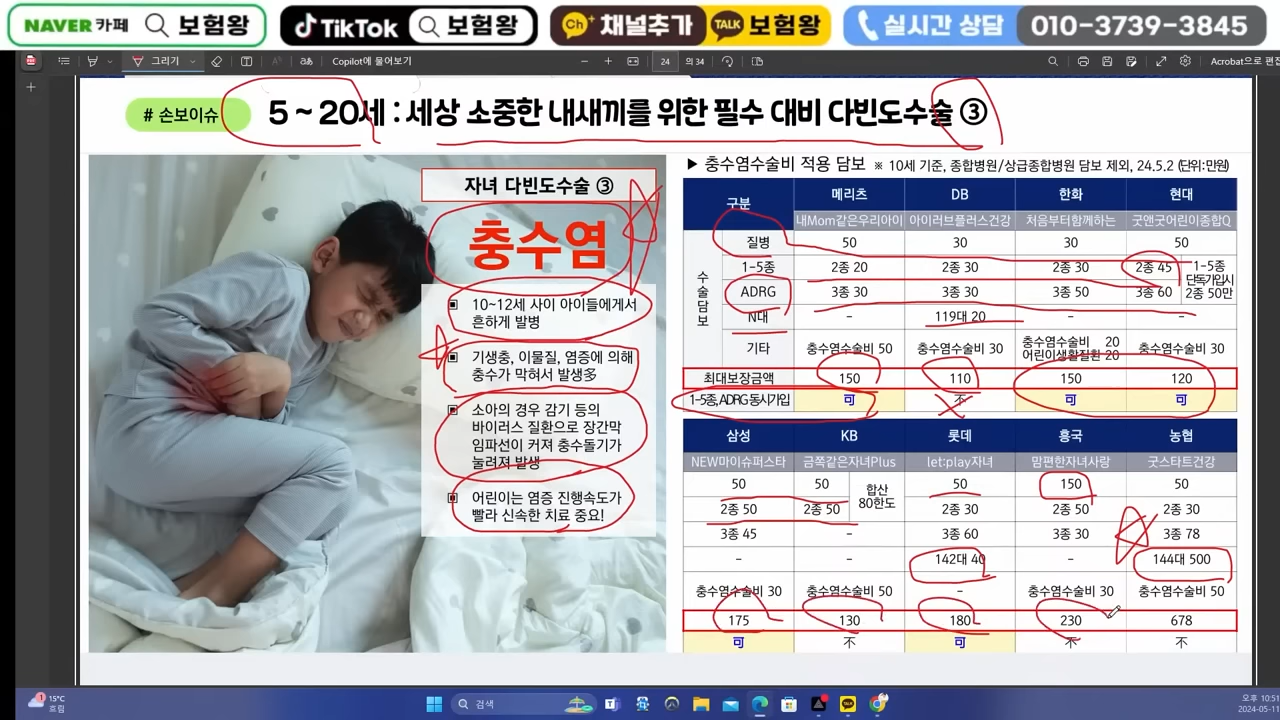 NAVER 카페 보험왕 TikTok 보험왕 Ch+ 채널추가 TALK 보험왕 실시간 상담 010-3739-3845
그리기 Copilot에 물어보기 24 의 34 Acrobat으로 편집
# 손보이슈
5 ~ 20세 : 세상 소중한 내새끼를 위한 필수 대비 다빈도수술 ③
자녀 다빈도수술 ③
충수염
10~12세 사이 아이들에게서
흔하게 발병
기생충, 이물질, 염증에 의해
충수가 막혀서 발생多
소아의 경우 감기 등의
바이러스 질환으로 장간막
임파선이 커져 충수돌기가
눌려져 발생
어린이는 염증 진행속도가
빨라 신속한 치료 중요!
▶ 충수염수술비 적용 담보 ※ 10세 기준, 종합병원/상급종합병원 담보 제외, 24.5.2 (단위:만원)
구분 메리츠 DB 한화 현대
내Mom같은우리아이 아이러브플러스건강 처음부터함께하는 굿앤굿어린이종합Q
수술담보
질병 50 30 30 50
1-5종 2종 20 2종 30 2종 30 2종 45 1-5종
단독가입시
2종 50만
ADRG 3종 30 3종 30 3종 50 3종 60
N대 - 119대 20 - -
기타 충수염수술비 50 충수염수술비 30 충수염수술비 20 충수염수술비 30
어린이생활질환 20
최대보장금액 150 110 150 120
1-5종, ADRG 동시가입 可 不 可 可
삼성 KB 롯데 흥국 농협
NEW마이슈퍼스타 금쪽같은자녀Plus let:play자녀 맘편한자녀사랑 굿스타트건강
50 50 합산
80한도 50 150 50
2종 50 2종 50 2종 30 2종 50 2종 30
3종 45 - 3종 60 3종 30 3종 78
- - 142대 40 - 144대 500
충수염수술비 30 충수염수술비 50 - 충수염수술비 30 충수염수술비 50
175 130 180 230 678
可 不 可 不 不
15°C
흐림
검색
오후 10:51
2024-05-11